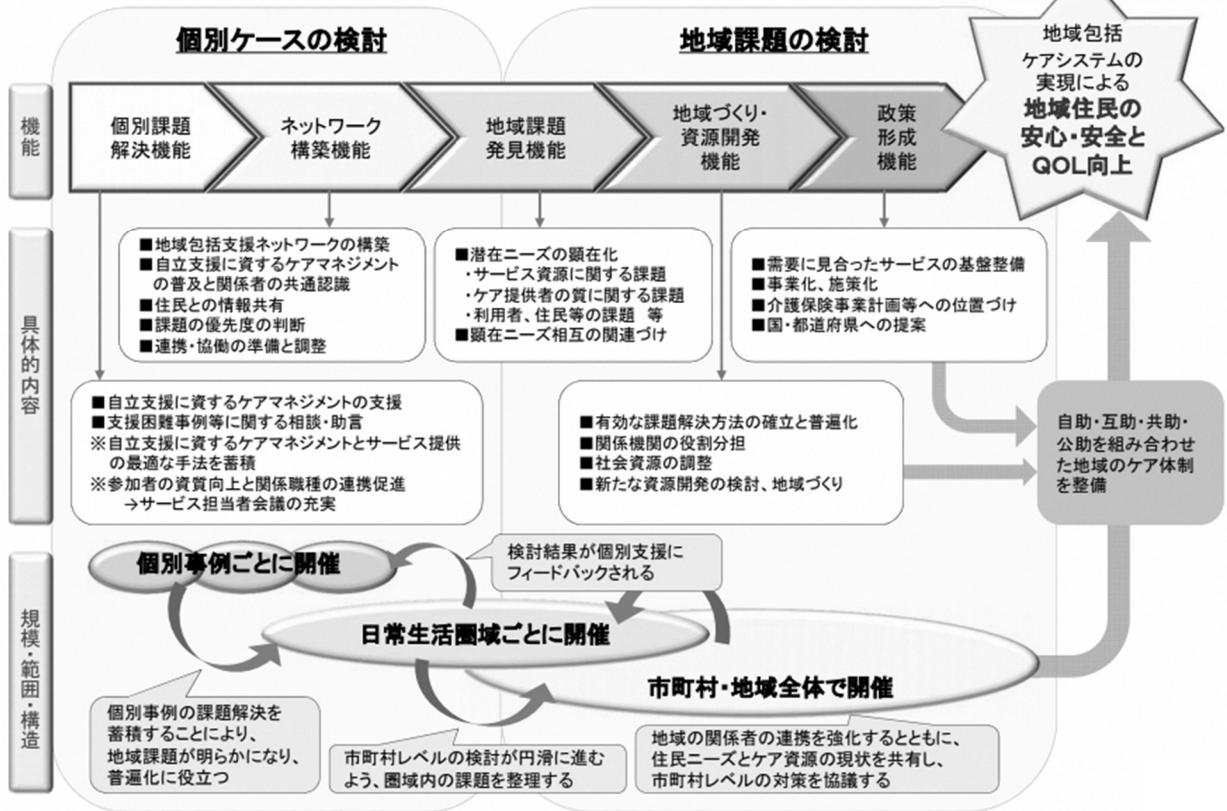 個別ケースの検討
地域課題の検討
地域包括
ケアシステムの
実現による
地域住民の
安心・安全と
QOL向上
機能
個別課題
解決機能
ネットワーク
構築機能
地域課題
発見機能
地域づくり・
資源開発
機能
政策
形成
機能
具体的内容
■地域包括支援ネットワークの構築
■自立支援に資するケアマネジメント
の普及と関係者の共通認識
■住民との情報共有
■課題の優先度の判断
■連携・協働の準備と調整
■潜在ニーズの顕在化
・サービス資源に関する課題
・ケア提供者の質に関する課題
・利用者、住民等の課題 等
■顕在ニーズ相互の関連づけ
■需要に見合ったサービスの基盤整備
■事業化、施策化
■介護保険事業計画等への位置づけ
■国・都道府県への提案
■自立支援に資するケアマネジメントの支援
■支援困難事例等に関する相談・助言
※自立支援に資するケアマネジメントとサービス提供
の最適な手法を蓄積
※参加者の資質向上と関係職種の連携促進
→サービス担当者会議の充実
■有効な課題解決方法の確立と普遍化
■関係機関の役割分担
■社会資源の調整
■新たな資源開発の検討、地域づくり
自助・互助・共助・
公助を組み合わせ
た地域のケア体制
を整備
規模・範囲・構造
個別事例ごとに開催
検討結果が個別支援に
フィードバックされる
日常生活圏域ごとに開催
市町村・地域全体で開催
個別事例の課題解決を
蓄積することにより、
地域課題が明らかになり、
普遍化に役立つ
市町村レベルの検討が円滑に進む
よう、圏域内の課題を整理する
地域の関係者の連携を強化するとともに、
住民ニーズとケア資源の現状を共有し、
市町村レベルの対策を協議する